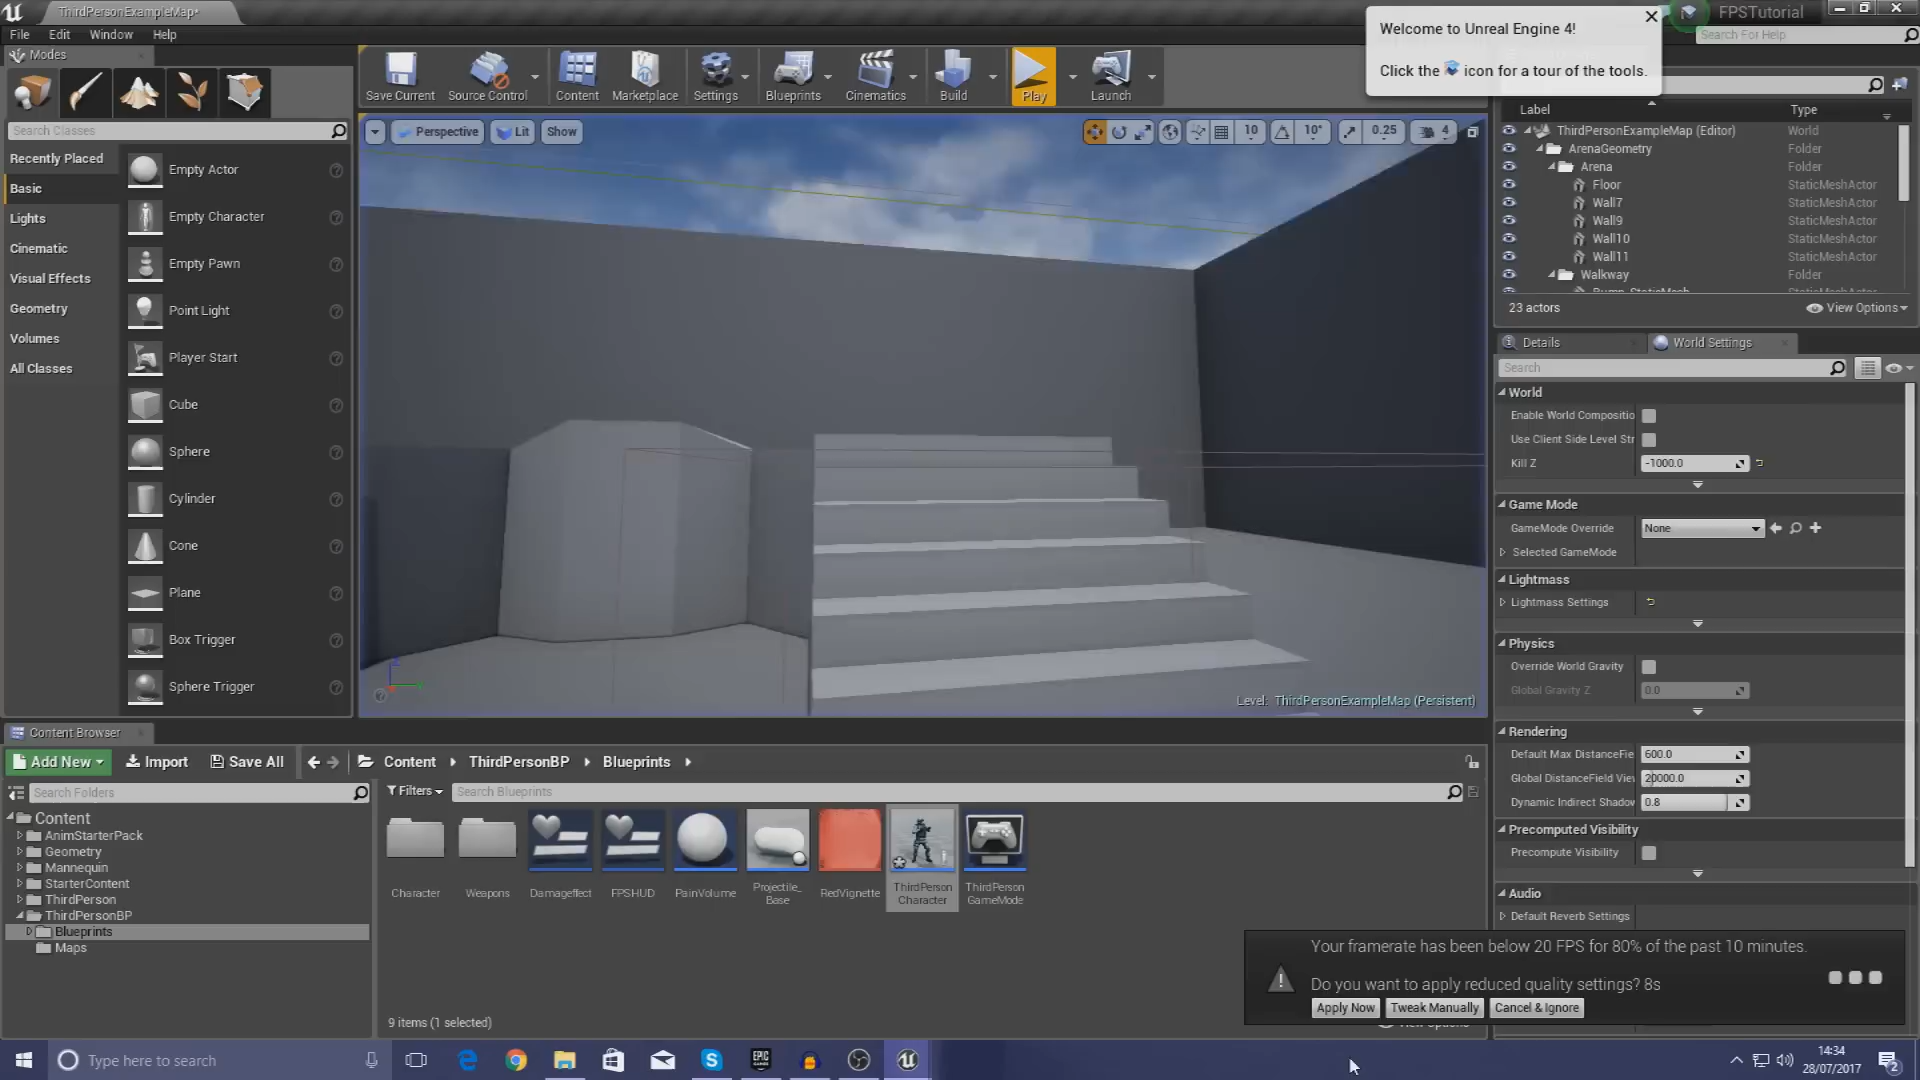 ThirdPersonExampleMap*
FPSTutorial
File Edit Window Help
Search For Help
Welcome to Unreal Engine 4!
Click the icon for a tour of the tools.
Modes
Save Current
Source Control
Content
Marketplace
Settings
Blueprints
Cinematics
Build
Play
Launch
Search Classes
Recently Placed
Basic
Lights
Cinematic
Visual Effects
Geometry
Volumes
All Classes
Empty Actor
Empty Character
Empty Pawn
Point Light
Player Start
Cube
Sphere
Cylinder
Cone
Plane
Box Trigger
Sphere Trigger
Perspective
Lit
Show
10
10°
0.25
4
Level: ThirdPersonExampleMap (Persistent)
Label Type
ThirdPersonExampleMap (Editor) World
ArenaGeometry Folder
Arena Folder
Floor StaticMeshActor
Wall7 StaticMeshActor
Wall9 StaticMeshActor
Wall10 StaticMeshActor
Wall11 StaticMeshActor
Walkway Folder
23 actors
View Options
Details
World Settings
Search
World
Enable World Compositio
Use Client Side Level Str
Kill Z -1000.0
Game Mode
GameMode Override None
Selected GameMode
Lightmass
Lightmass Settings
Physics
Override World Gravity
Global Gravity Z 0.0
Rendering
Default Max DistanceFie 600.0
Global DistanceField Viev 20000.0
Dynamic Indirect Shadow 0.8
Precomputed Visibility
Precompute Visibility
Audio
Default Reverb Settings
Content Browser
Add New
Import
Save All
Content
ThirdPersonBP
Blueprints
Search Folders
Filters
Search Blueprints
Content
AnimStarterPack
Geometry
Mannequin
StarterContent
ThirdPerson
ThirdPersonBP
Blueprints
Maps
Character
Weapons
Damageffect
FPSHUD
PainVolume
Projectile_
Base
RedVignette
ThirdPerson
Character
ThirdPerson
GameMode
9 items (1 selected)
Your framerate has been below 20 FPS for 80% of the past 10 minutes.
Do you want to apply reduced quality settings? 8s
Apply Now
Tweak Manually
Cancel & Ignore
Type here to search
14:34
28/07/2017
2